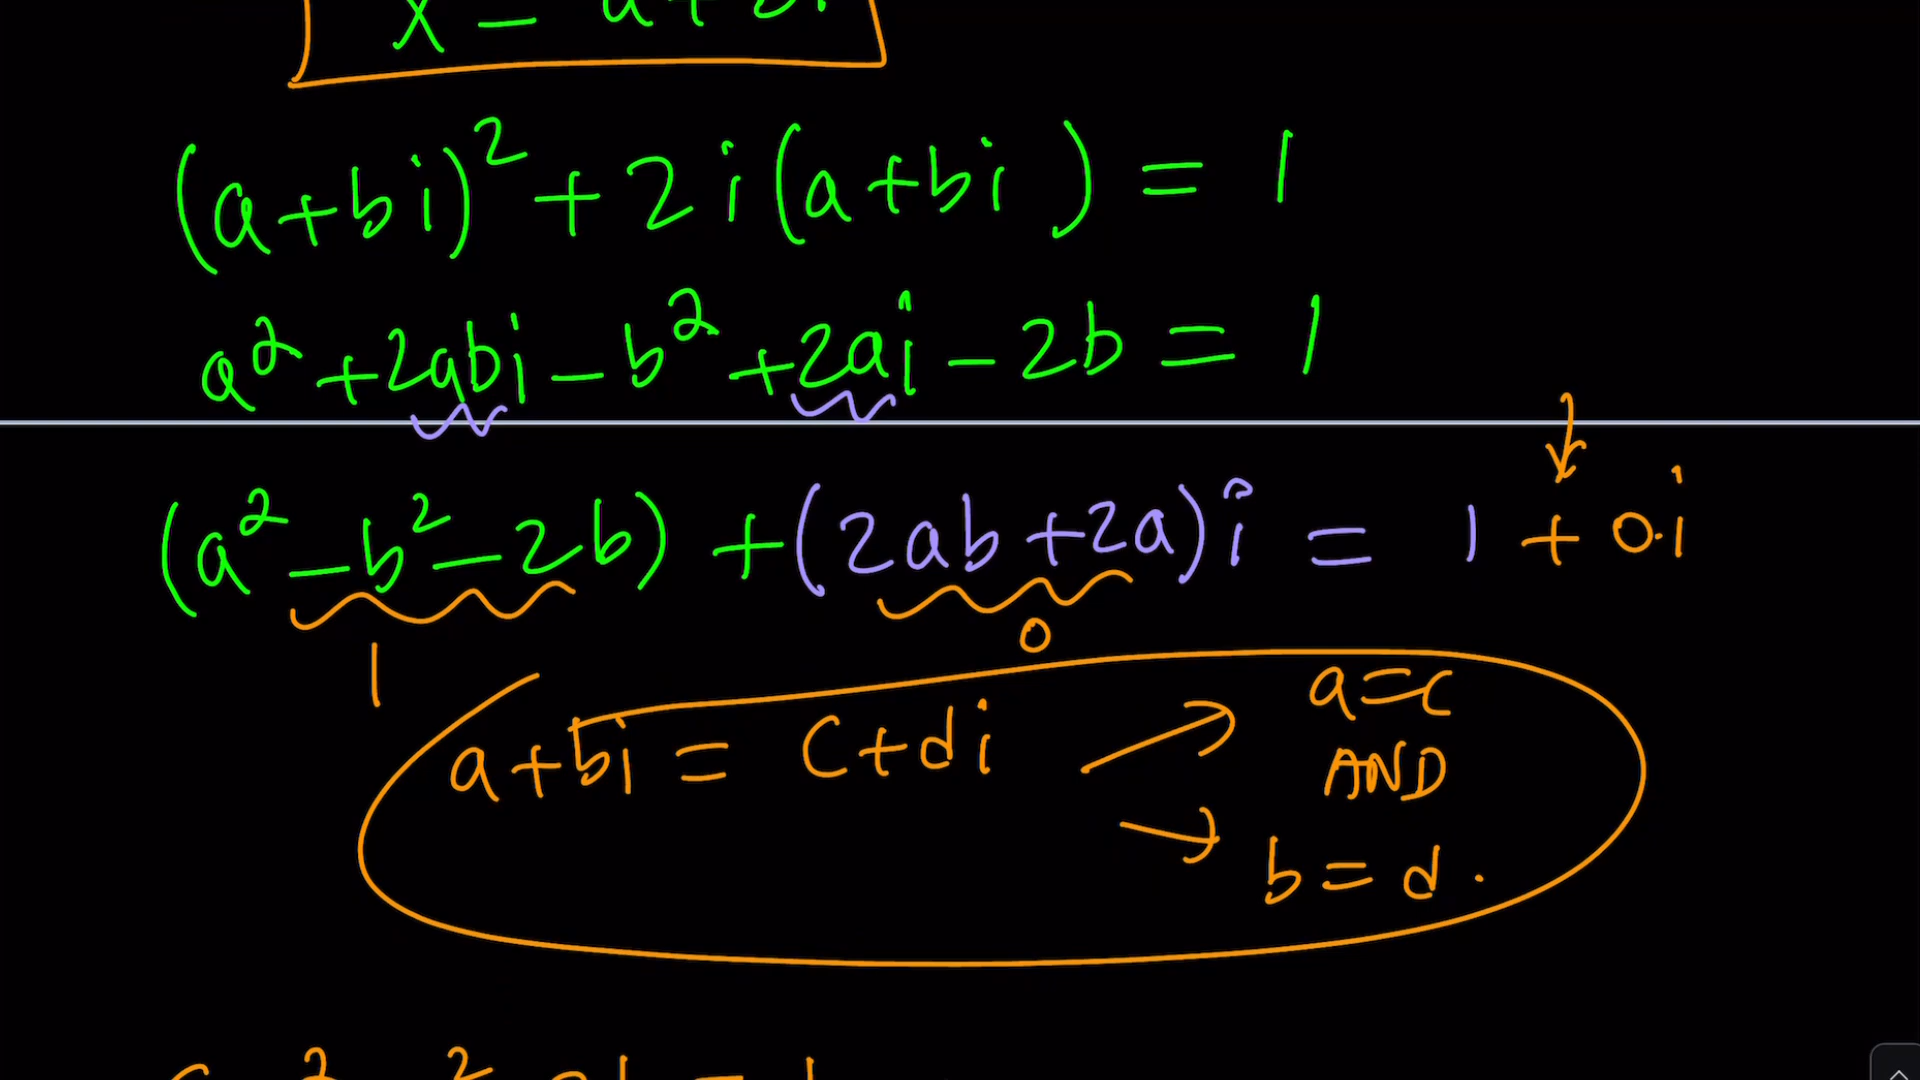 x = a+bi
(a+bi)² + 2i(a+bi) = 1
a² + 2abi - b² + 2ai - 2b = 1
(a² - b² - 2b) + (2ab + 2a)i = 1 + 0.i
1
0
a+bi = c+di
a=c
AND
b = d.